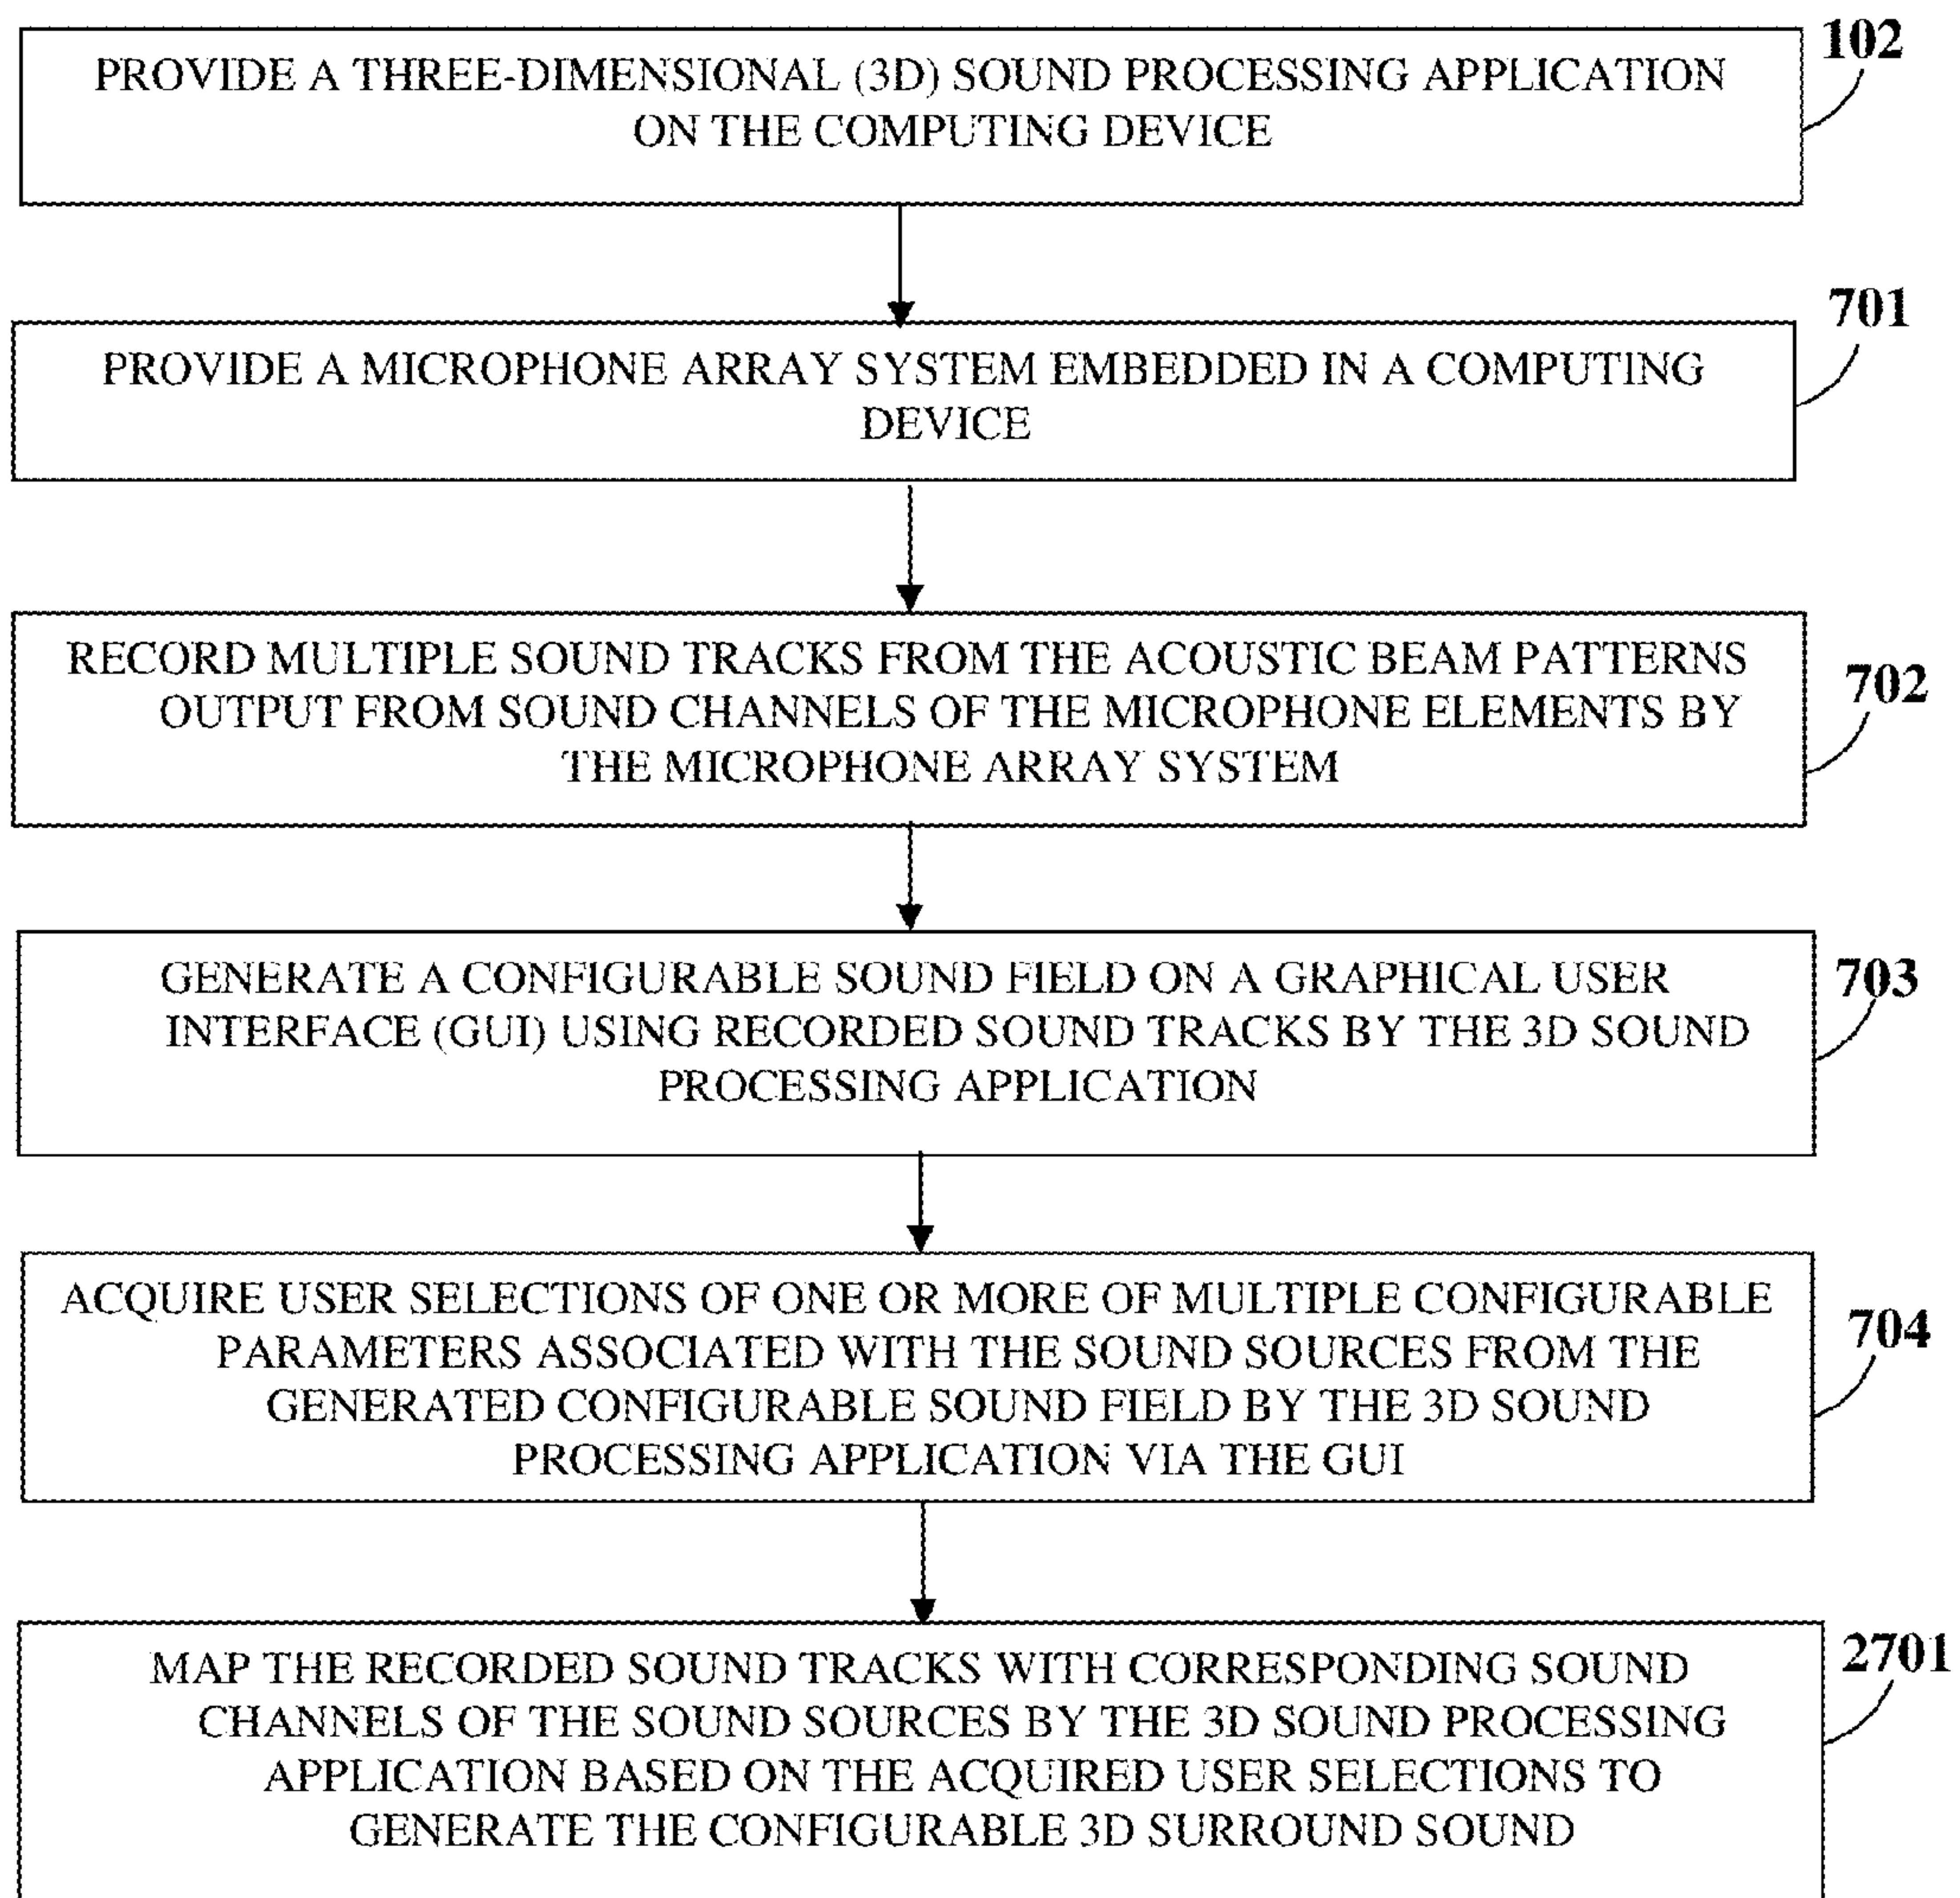 102
PROVIDE A THREE-DIMENSIONAL (3D) SOUND PROCESSING APPLICATION
ON THE COMPUTING DEVICE
701
PROVIDE A MICROPHONE ARRAY SYSTEM EMBEDDED IN A COMPUTING
DEVICE
RECORD MULTIPLE SOUND TRACKS FROM THE ACOUSTIC BEAM PATTERNS
702
OUTPUT FROM SOUND CHANNELS OF THE MICROPHONE ELEMENTS BY
THE MICROPHONE ARRAY SYSTEM
GENERATE A CONFIGURABLE SOUND FIELD ON A GRAPHICAL USER
703
INTERFACE (GUI) USING RECORDED SOUND TRACKS BY THE 3D SOUND
PROCESSING APPLICATION
ACQUIRE USER SELECTIONS OF ONE OR MORE OF MULTIPLE CONFIGURABLE
704
PARAMETERS ASSOCIATED WITH THE SOUND SOURCES FROM THE
GENERATED CONFIGURABLE SOUND FIELD BY THE 3D SOUND
PROCESSING APPLICATION VIA THE GUI
2701
MAP THE RECORDED SOUND TRACKS WITH CORRESPONDING SOUND
CHANNELS OF THE SOUND SOURCES BY THE 3D SOUND PROCESSING
APPLICATION BASED ON THE ACQUIRED USER SELECTIONS TO
GENERATE THE CONFIGURABLE 3D SURROUND SOUND